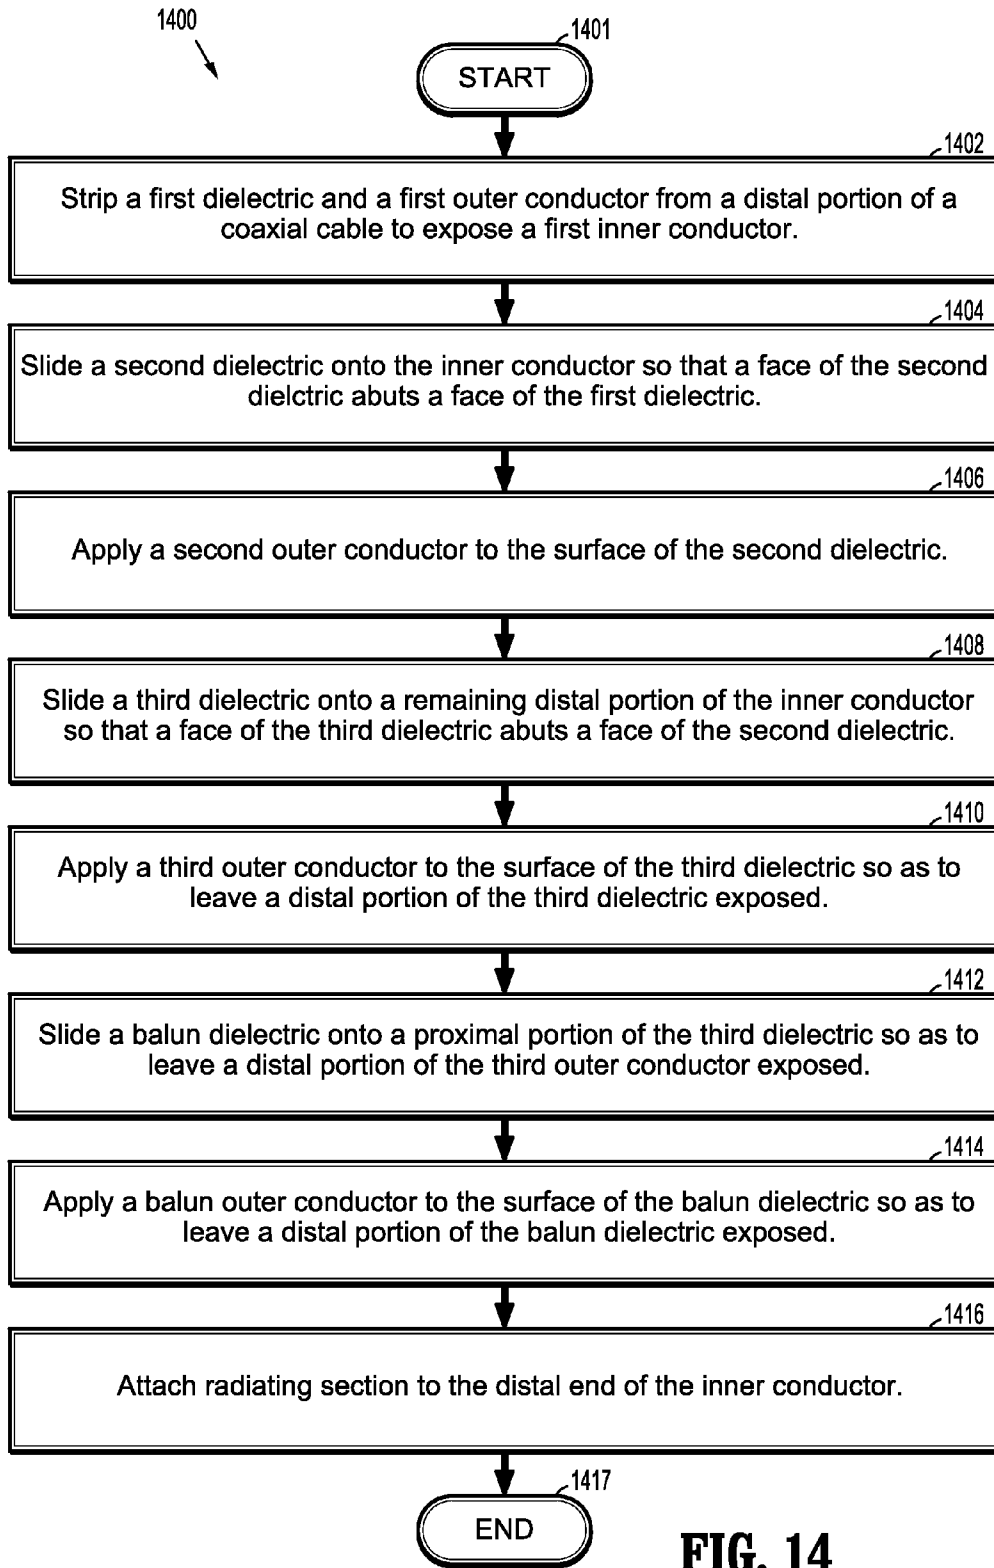 1400
1401
START
1402
Strip a first dielectric and a first outer conductor from a distal portion of a
coaxial cable to expose a first inner conductor.
1404
Slide a second dielectric onto the inner conductor so that a face of the second
dielctric abuts a face of the first dielectric.
1406
Apply a second outer conductor to the surface of the second dielectric.
1408
Slide a third dielectric onto a remaining distal portion of the inner conductor
so that a face of the third dielectric abuts a face of the second dielectric.
1410
Apply a third outer conductor to the surface of the third dielectric so as to
leave a distal portion of the third dielectric exposed.
1412
Slide a balun dielectric onto a proximal portion of the third dielectric so as to
leave a distal portion of the third outer conductor exposed.
1414
Apply a balun outer conductor to the surface of the balun dielectric so as to
leave a distal portion of the balun dielectric exposed.
1416
Attach radiating section to the distal end of the inner conductor.
1417
END
FIG. 14